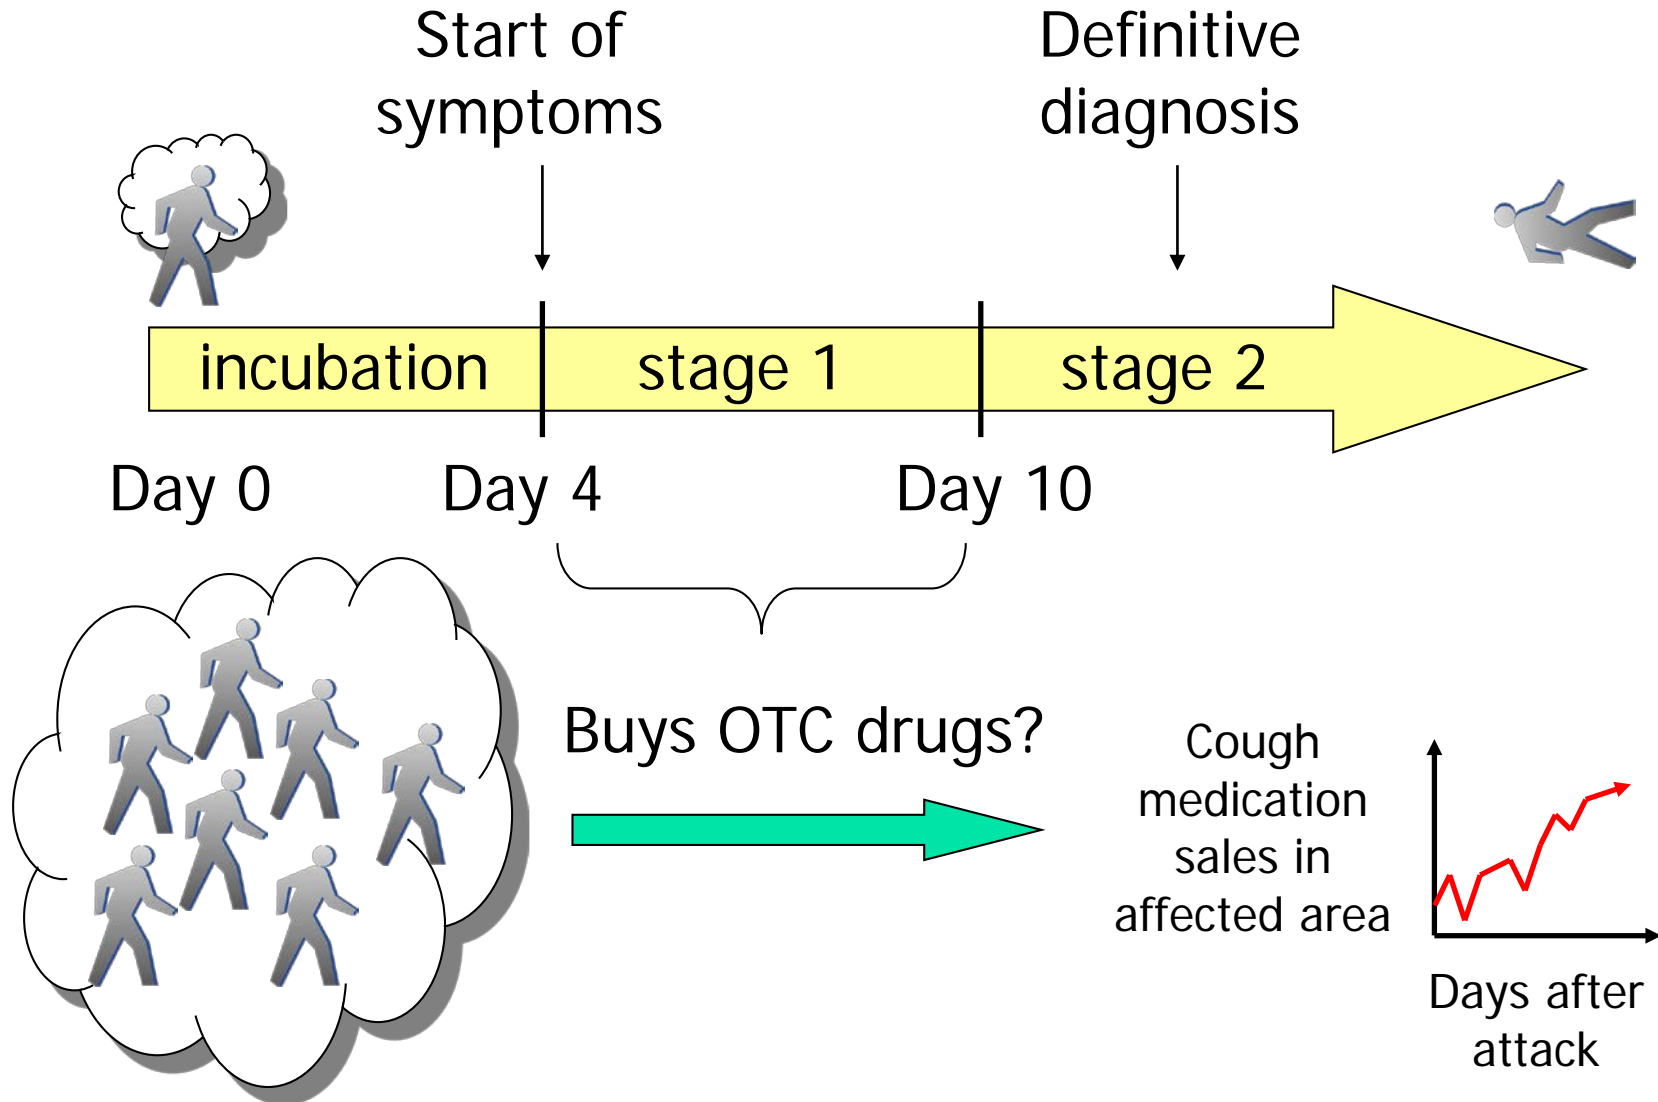 Start of
symptoms
Definitive
diagnosis
incubation
stage 1
stage 2
Day 0
Day 4
Day 10
Buys OTC drugs?
Cough
medication
sales in
affected area
Days after
attack